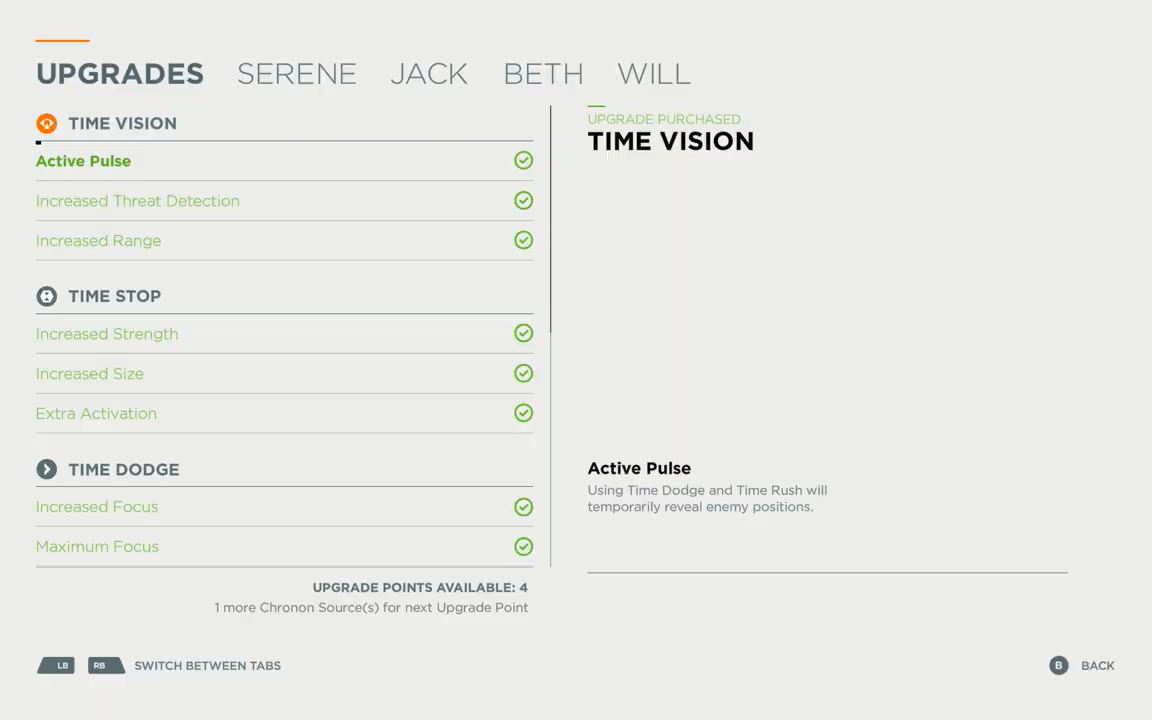 UPGRADES SERENE JACK BETH WILL
TIME VISION
Active Pulse
Increased Threat Detection
Increased Range
TIME STOP
Increased Strength
Increased Size
Extra Activation
TIME DODGE
Increased Focus
Maximum Focus
UPGRADE POINTS AVAILABLE: 4
1 more Chronon Source(s) for next Upgrade Point
UPGRADE PURCHASED
TIME VISION
Active Pulse
Using Time Dodge and Time Rush will
temporarily reveal enemy positions.
LB RB SWITCH BETWEEN TABS
B BACK